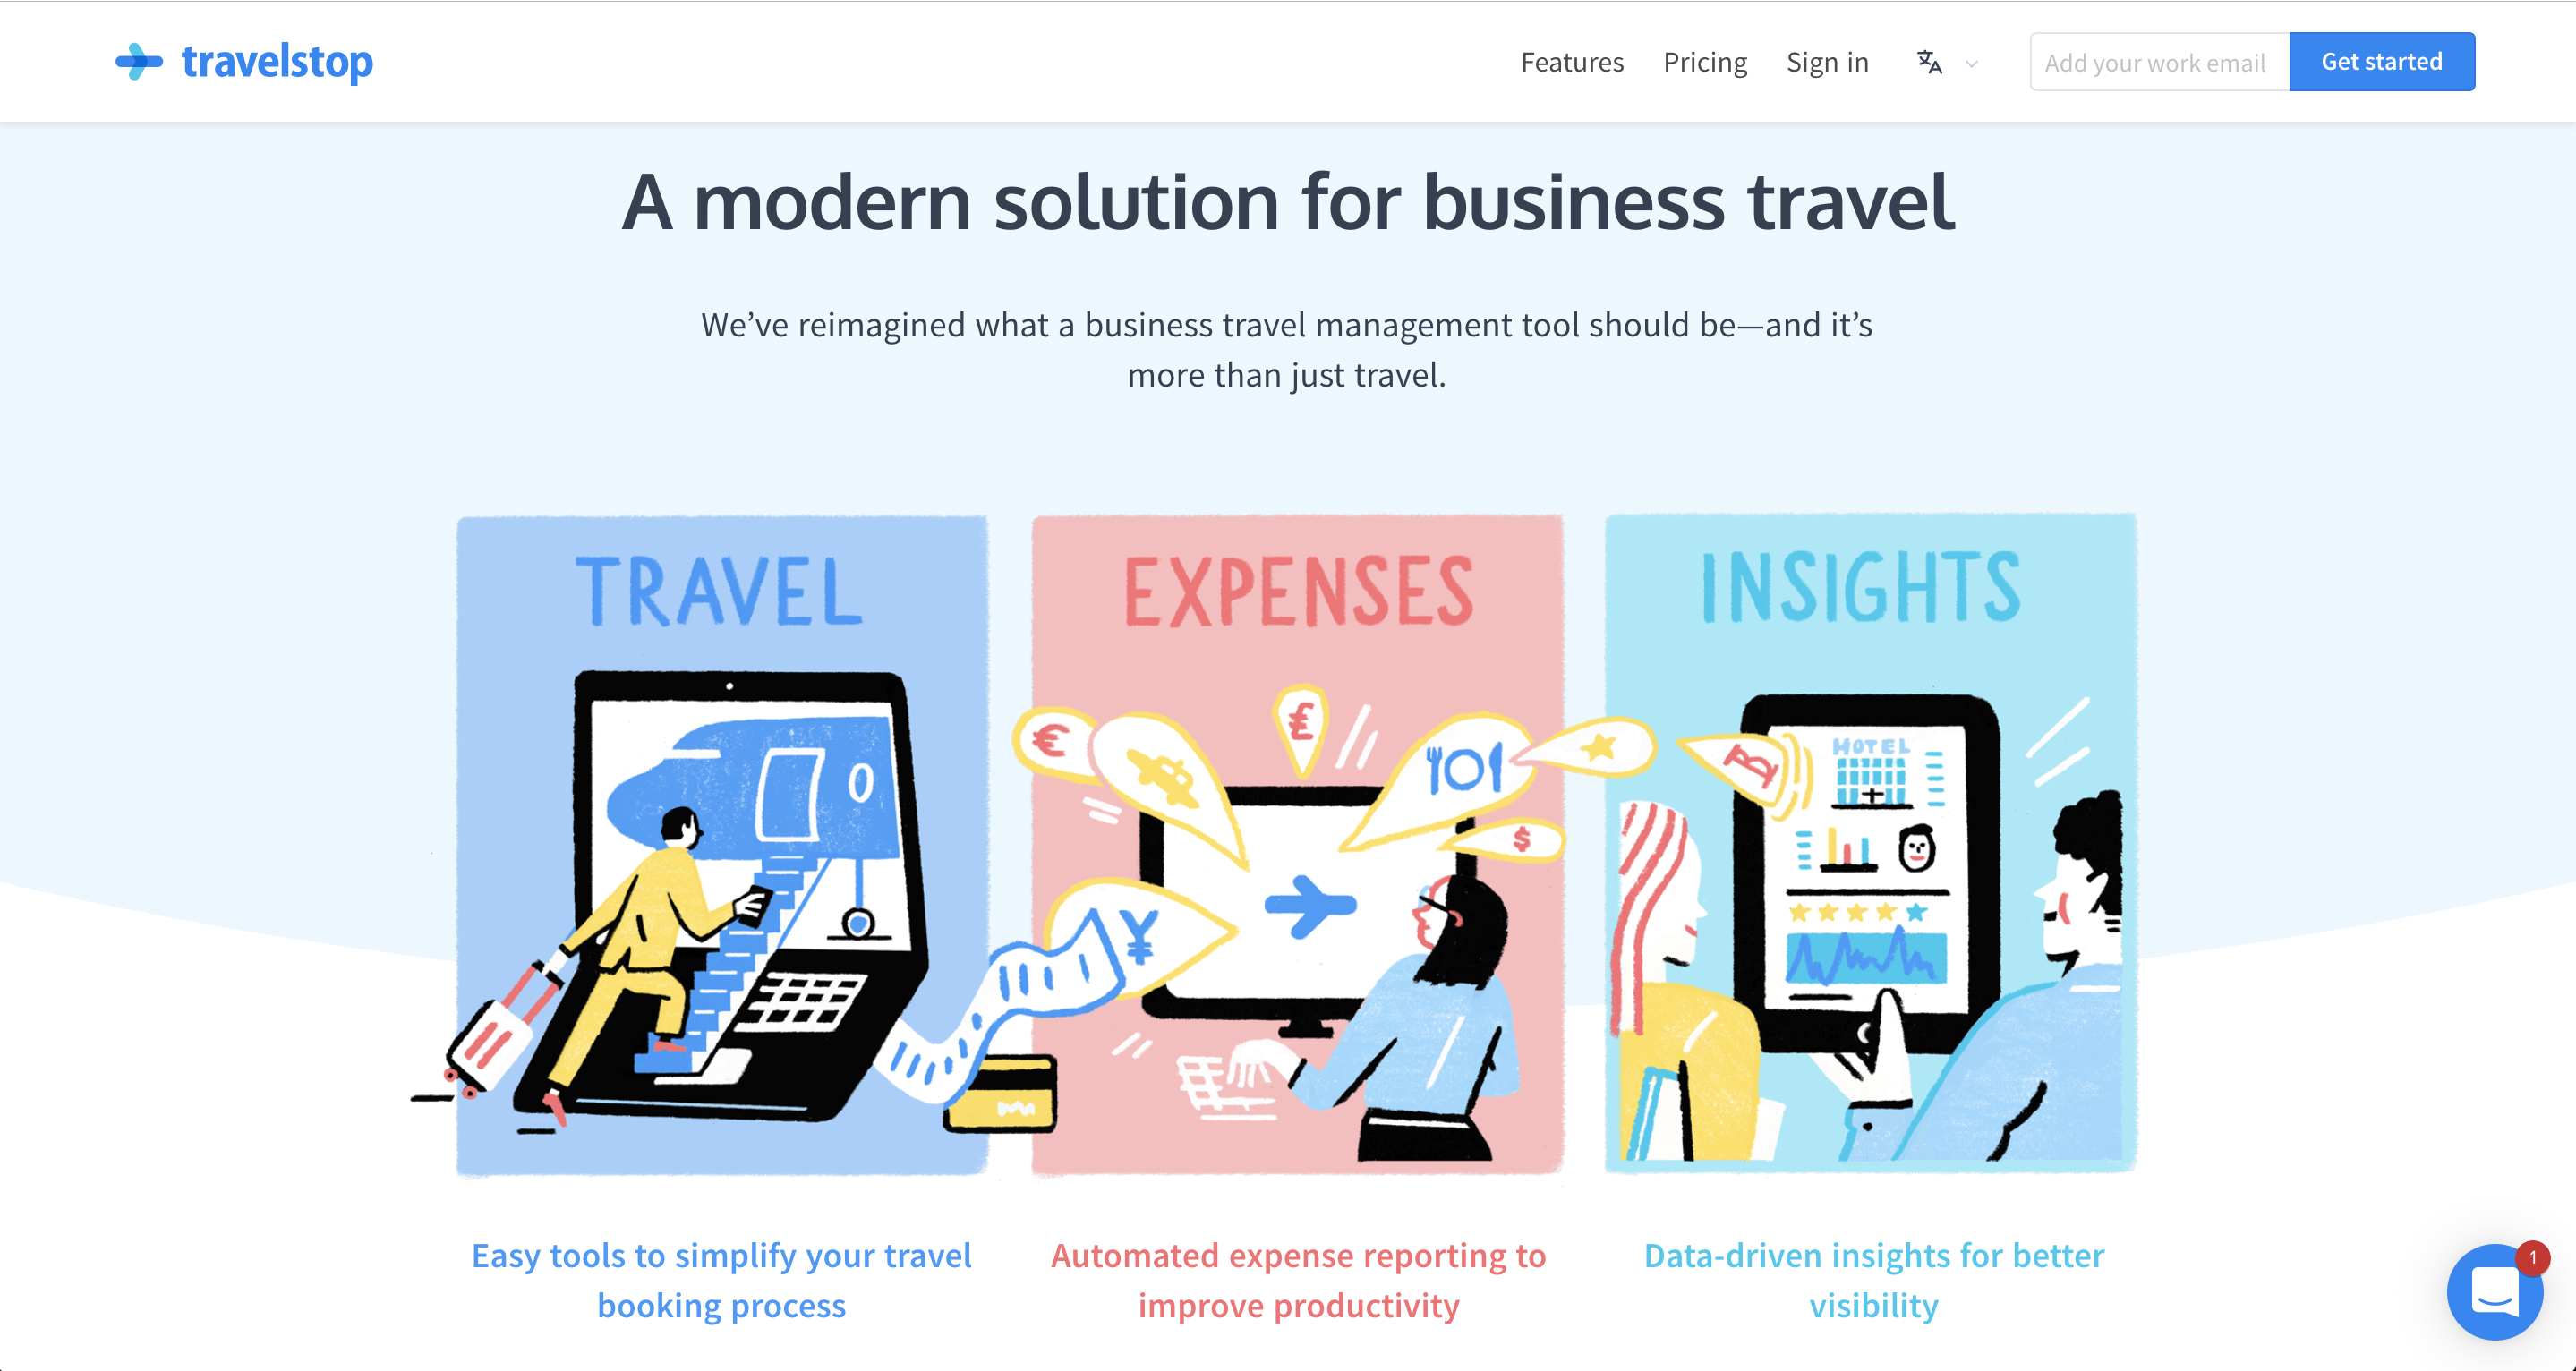 travelstop
Features
Pricing
Sign in
Add your work email
Get started
A modern solution for business travel
We’ve reimagined what a business travel management tool should be—and it’s
more than just travel.
TRAVEL
EXPENSES
INSIGHTS
€
£
$
¥
HOTEL
Easy tools to simplify your travel
booking process
Automated expense reporting to
improve productivity
Data-driven insights for better
visibility
1